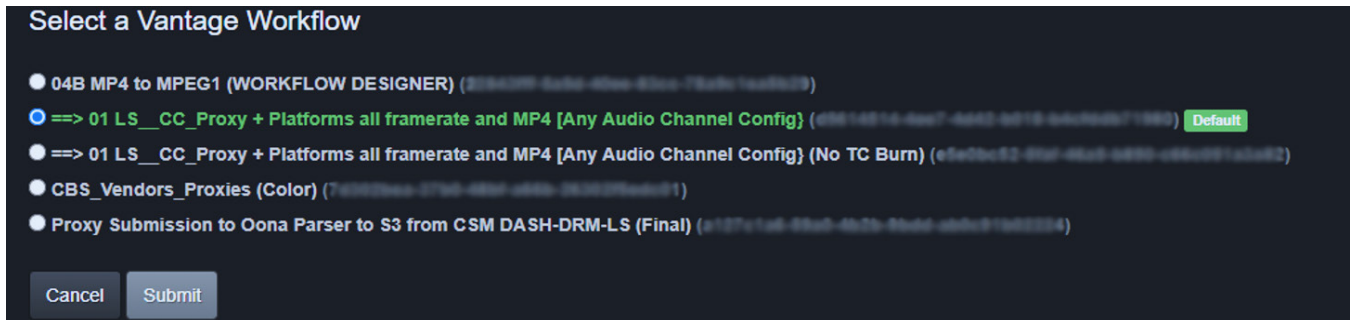 Select a Vantage Workflow
04B MP4 to MPEG1 (WORKFLOW DESIGNER) ()
==> 01 LS__CC_Proxy + Platforms all framerate and MP4 [Any Audio Channel Config} () Default
==> 01 LS__CC_Proxy + Platforms all framerate and MP4 [Any Audio Channel Config} (No TC Burn) ()
CBS_Vendors_Proxies (Color) ()
Proxy Submission to Oona Parser to S3 from CSM DASH-DRM-LS (Final) ()
Cancel Submit